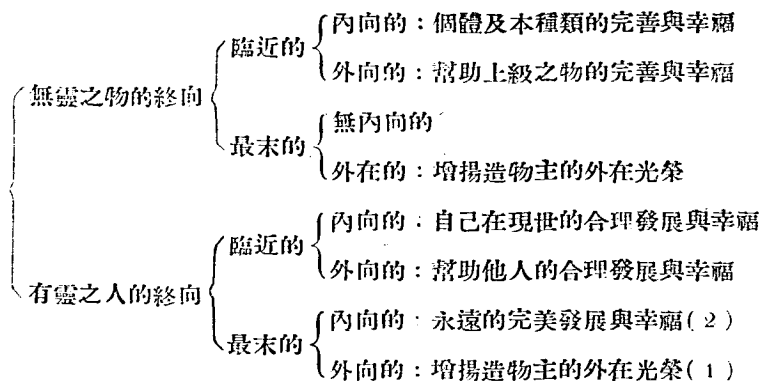 內向的：個體及本種類的完善與幸福
臨近的
外向的：幫助上級之物的完善與幸福
無靈之物的終向
無內向的
最末的
外在的：增揚造物主的外在光榮
內向的：自己在現世的合理發展與幸福
臨近的
外向的：幫助他人的合理發展與幸福
有靈之人的終向
內向的：永遠的完美發展與幸福(2)
最末的
外向的：增揚造物主的外在光榮(1)